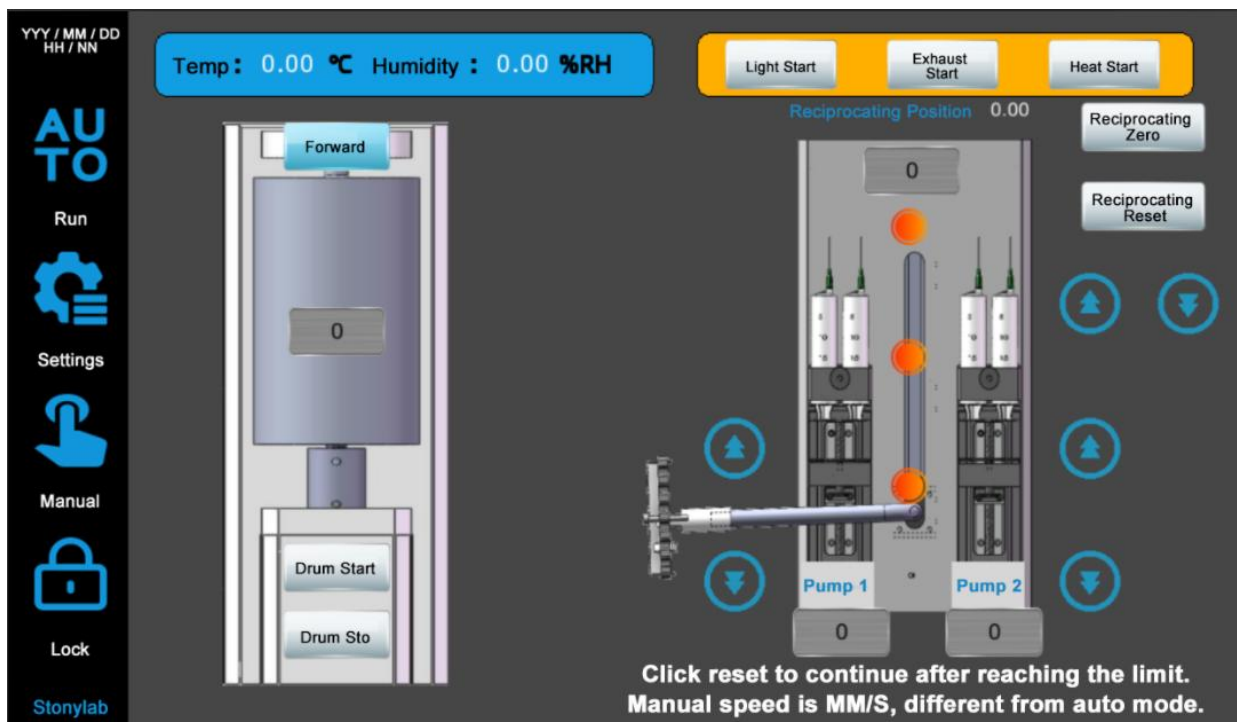 YYY / MM / DD
HH / NN
Temp: 0.00 ℃ Humidity : 0.00 %RH
Light Start
Exhaust
Start
Heat Start
AU
TO
Run
Settings
Manual
Lock
Stonylab
Forward
0
Drum Start
Drum Sto
Reciprocating Position 0.00
Reciprocating
Zero
Reciprocating
Reset
0
Pump 1
Pump 2
0
0
Click reset to continue after reaching the limit.
Manual speed is MM/S, different from auto mode.